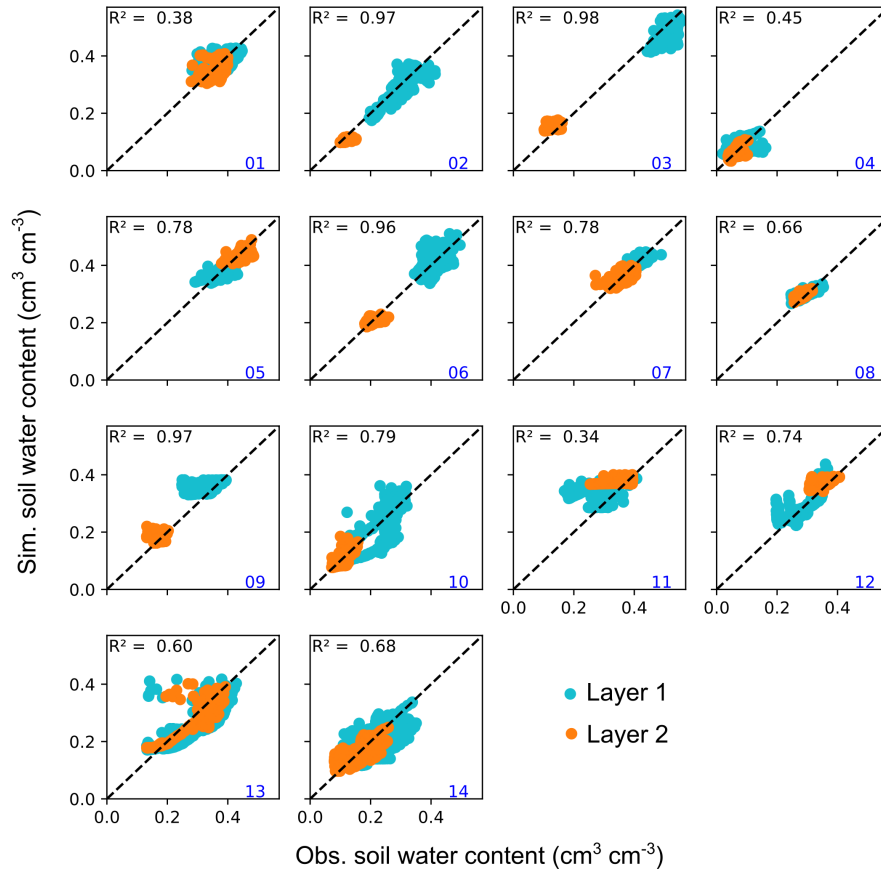 R² = 0.38
R² = 0.97
R² = 0.98
R² = 0.45
0.4
0.2
0.0
01
02
03
04
R² = 0.78
R² = 0.96
R² = 0.78
R² = 0.66
0.4
0.2
0.0
05
06
07
08
R² = 0.97
R² = 0.79
R² = 0.34
R² = 0.74
0.4
0.2
0.0
09
10
11
12
0.0 0.2 0.4
0.0 0.2 0.4
R² = 0.60
R² = 0.68
0.4
0.2
0.0
13
14
0.0 0.2 0.4
0.0 0.2 0.4
Layer 1
Layer 2
Sim. soil water content (cm³ cm⁻³)
Obs. soil water content (cm³ cm⁻³)